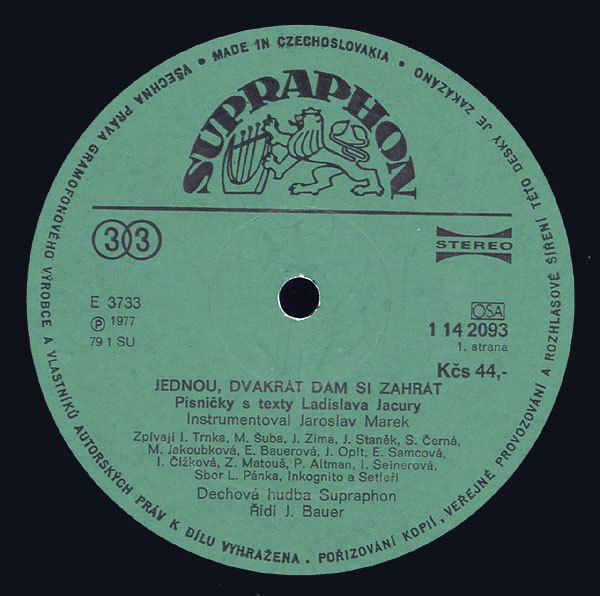 VŠECHNA PRÁVA GRAMOFONOVÉHO VÝROBCE A VLASTNÍKŮ AUTORSKÝCH PRÁV K DÍLU VYHRAŽENA. POŘIZOVÁNÍ KOPIÍ, VEŘEJNÉ PROVOZOVÁNÍ A ROZHLASOVÉ ŠÍŘENÍ TÉTO DESKY JE ZAKÁZÁNO • MADE IN CZECHOSLOVAKIA •
SUPRAPHON
33
STEREO
E 3733
℗ 1977
79 1 SU
OSA
1 14 2093
1. strana
Kčs 44,-
JEDNOU, DVAKRÁT DÁM SI ZAHRÁT
Písničky s texty Ladislava Jacury
Instrumentoval Jaroslav Marek
Zpívají I. Trnka, M. Šuba, J. Zíma, J. Staněk, S. Černá,
M. Jakoubková, E. Bauerová, J. Opít, E. Samcová,
I. Čížková, Z. Matouš, P. Altman, I. Seinerová,
Sbor L. Pánka, Inkognito a Setleři
Dechová hudba Supraphon
Řídí J. Bauer